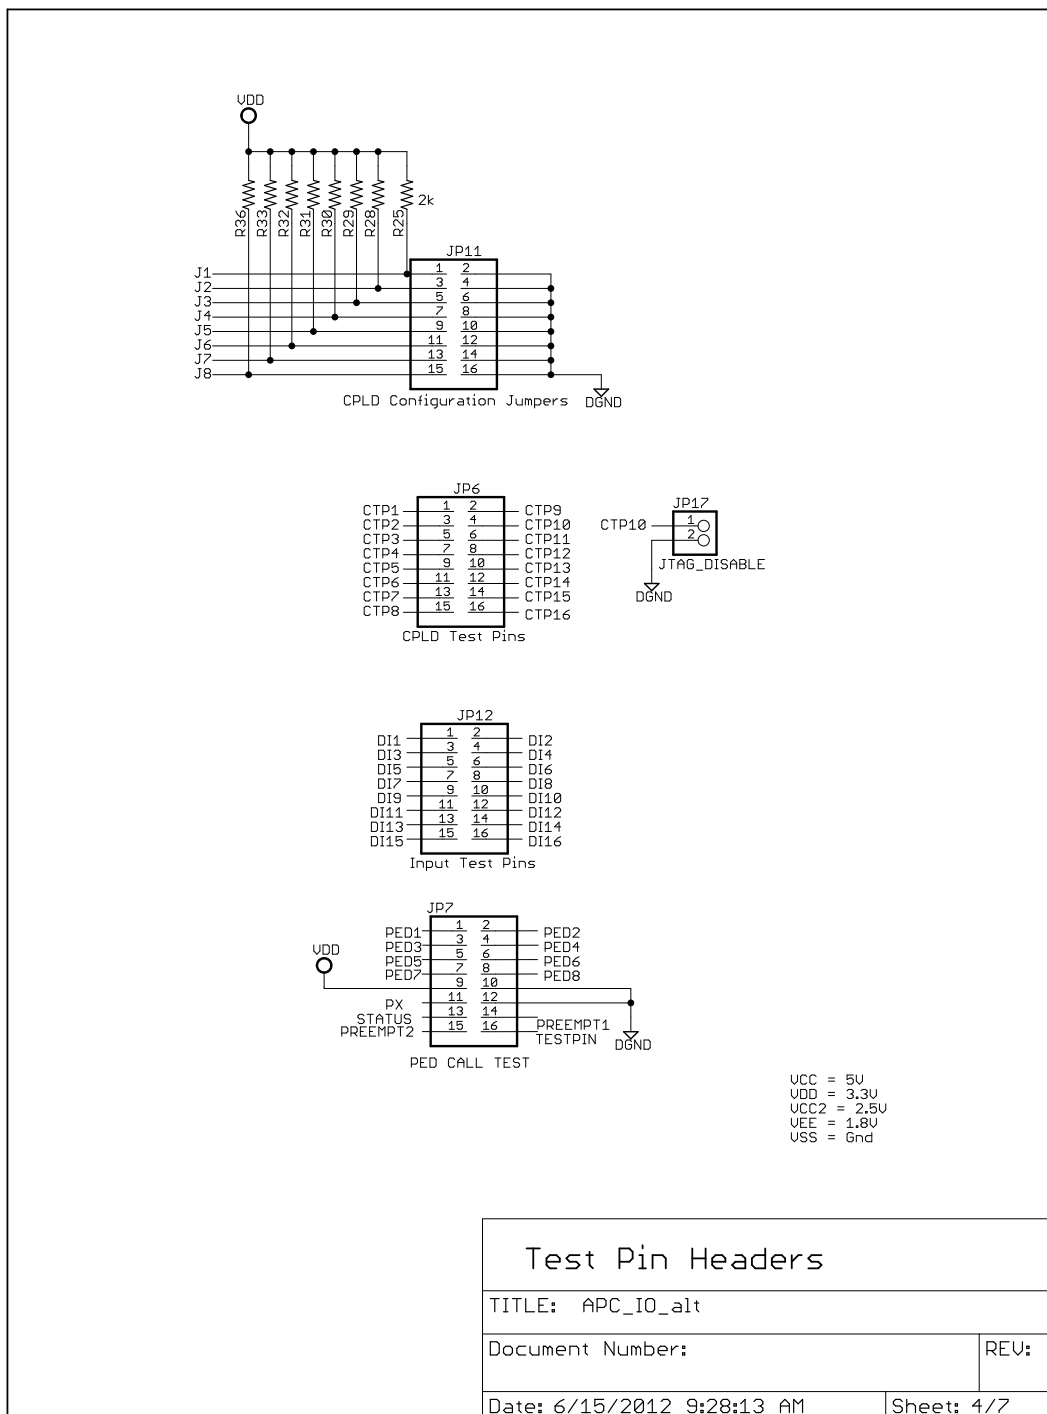 VDD
R36 R33 R32 R31 R30 R29 R28 R25 2k
JP11
J1 1 2
J2 3 4
J3 5 6
J4 7 8
J5 9 10
J6 11 12
J7 13 14
J8 15 16
CPLD Configuration Jumpers DGND
JP6
CTP1 1 2 CTP9
CTP2 3 4 CTP10
CTP3 5 6 CTP11
CTP4 7 8 CTP12
CTP5 9 10 CTP13
CTP6 11 12 CTP14
CTP7 13 14 CTP15
CTP8 15 16 CTP16
CPLD Test Pins
JP17
CTP10 1
2
JTAG_DISABLE
DGND
JP12
DI1 1 2 DI2
DI3 3 4 DI4
DI5 5 6 DI6
DI7 7 8 DI8
DI9 9 10 DI10
DI11 11 12 DI12
DI13 13 14 DI14
DI15 15 16 DI16
Input Test Pins
JP7
PED1 1 2 PED2
PED3 3 4 PED4
PED5 5 6 PED6
PED7 7 8 PED8
VDD 9 10
PX 11 12
STATUS 13 14 PREEMPT1
PREEMPT2 15 16 TESTPIN
DGND
PED CALL TEST
VCC = 5V
VDD = 3.3V
VCC2 = 2.5V
VEE = 1.8V
VSS = Gnd
Test Pin Headers
TITLE: APC_IO_alt
Document Number: REV:
Date: 6/15/2012 9:28:13 AM Sheet: 4/7